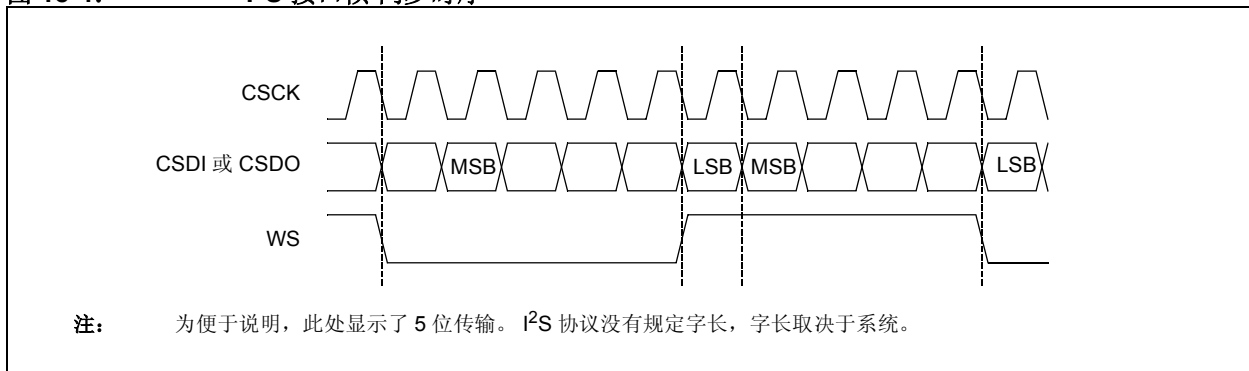 CSCK
CSDI 或 CSDO
MSB LSB MSB LSB
WS
注： 为便于说明，此处显示了 5 位传输。 I²S 协议没有规定字长，字长取决于系统。